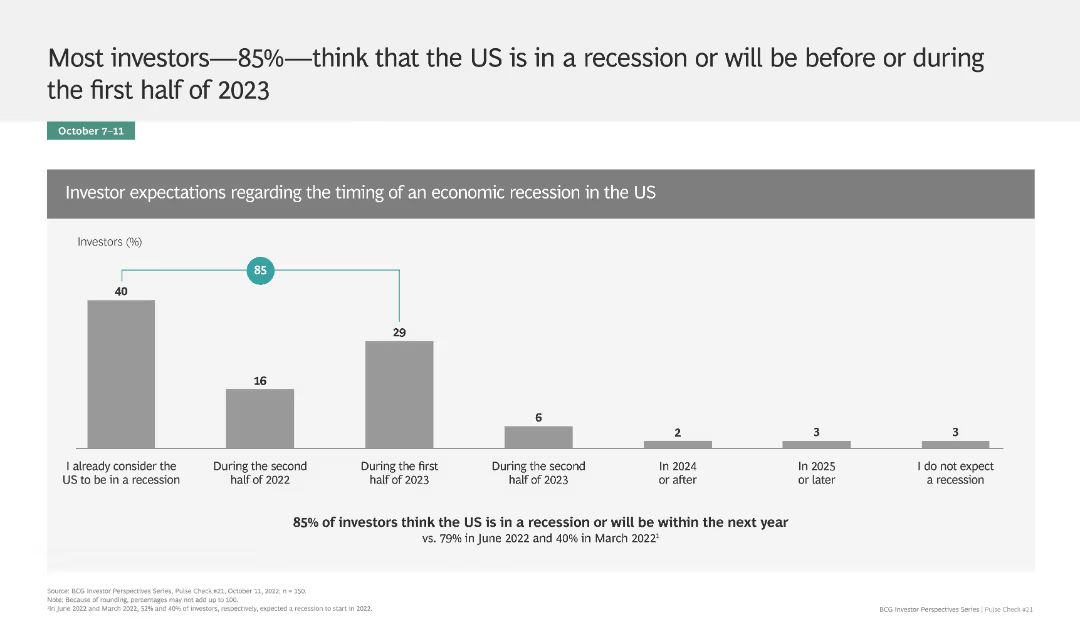 Most investors—85%—think that the US is in a recession or will be before or during
the first half of 2023
October 7–11
Investor expectations regarding the timing of an economic recession in the US
Investors (%)
85
40
16
29
6
2
3
3
I already consider the
US to be in a recession
During the second
half of 2022
During the first
half of 2023
During the second
half of 2023
In 2024
or after
In 2025
or later
I do not expect
a recession
85% of investors think the US is in a recession or will be within the next year
vs. 79% in June 2022 and 40% in March 2022¹
Source: BCG Investor Perspectives Series, Pulse Check #21, October 11, 2022; n = 150.
Note: Because of rounding, percentages may not add up to 100.
¹In June 2022 and March 2022, 52% and 40% of investors, respectively, expected a recession to start in 2022.
BCG Investor Perspectives Series | Pulse Check #21